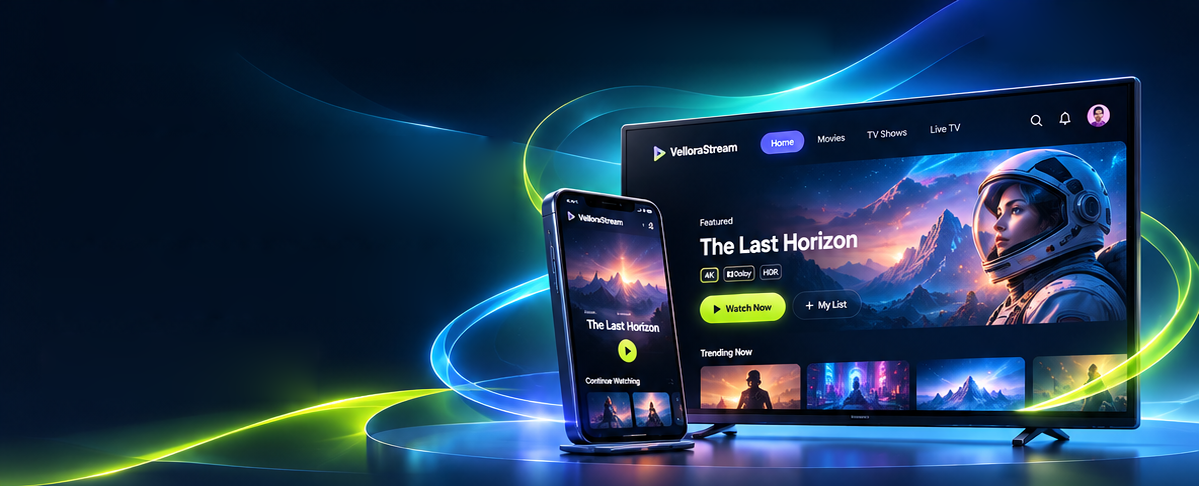 VelloraStream
Home
Movies
TV Shows
Live TV
Featured
The Last Horizon
4K
Dolby
HDR
Watch Now
+ My List
Trending Now
VelloraStream
The Last Horizon
Continue Watching